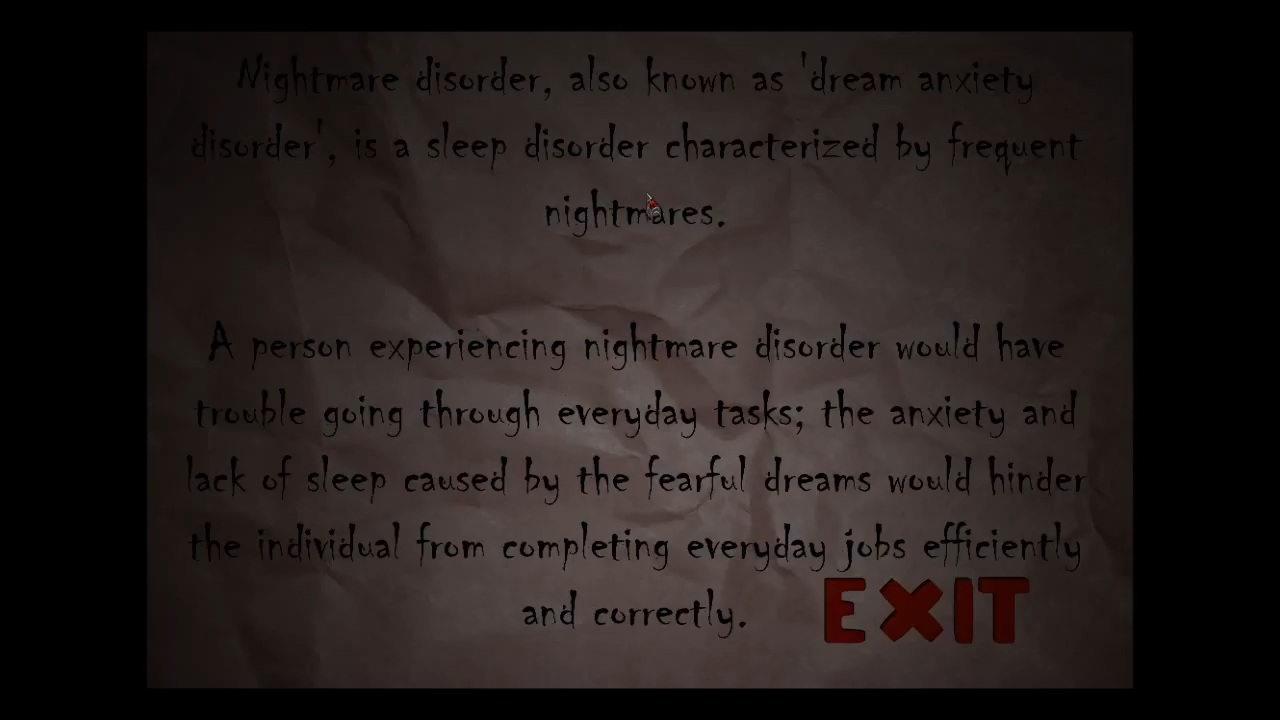 Nightmare disorder, also known as 'dream anxiety
disorder', is a sleep disorder characterized by frequent
nightmares.
A person experiencing nightmare disorder would have
trouble going through everyday tasks; the anxiety and
lack of sleep caused by the fearful dreams would hinder
the individual from completing everyday jobs efficiently
and correctly.
EXIT